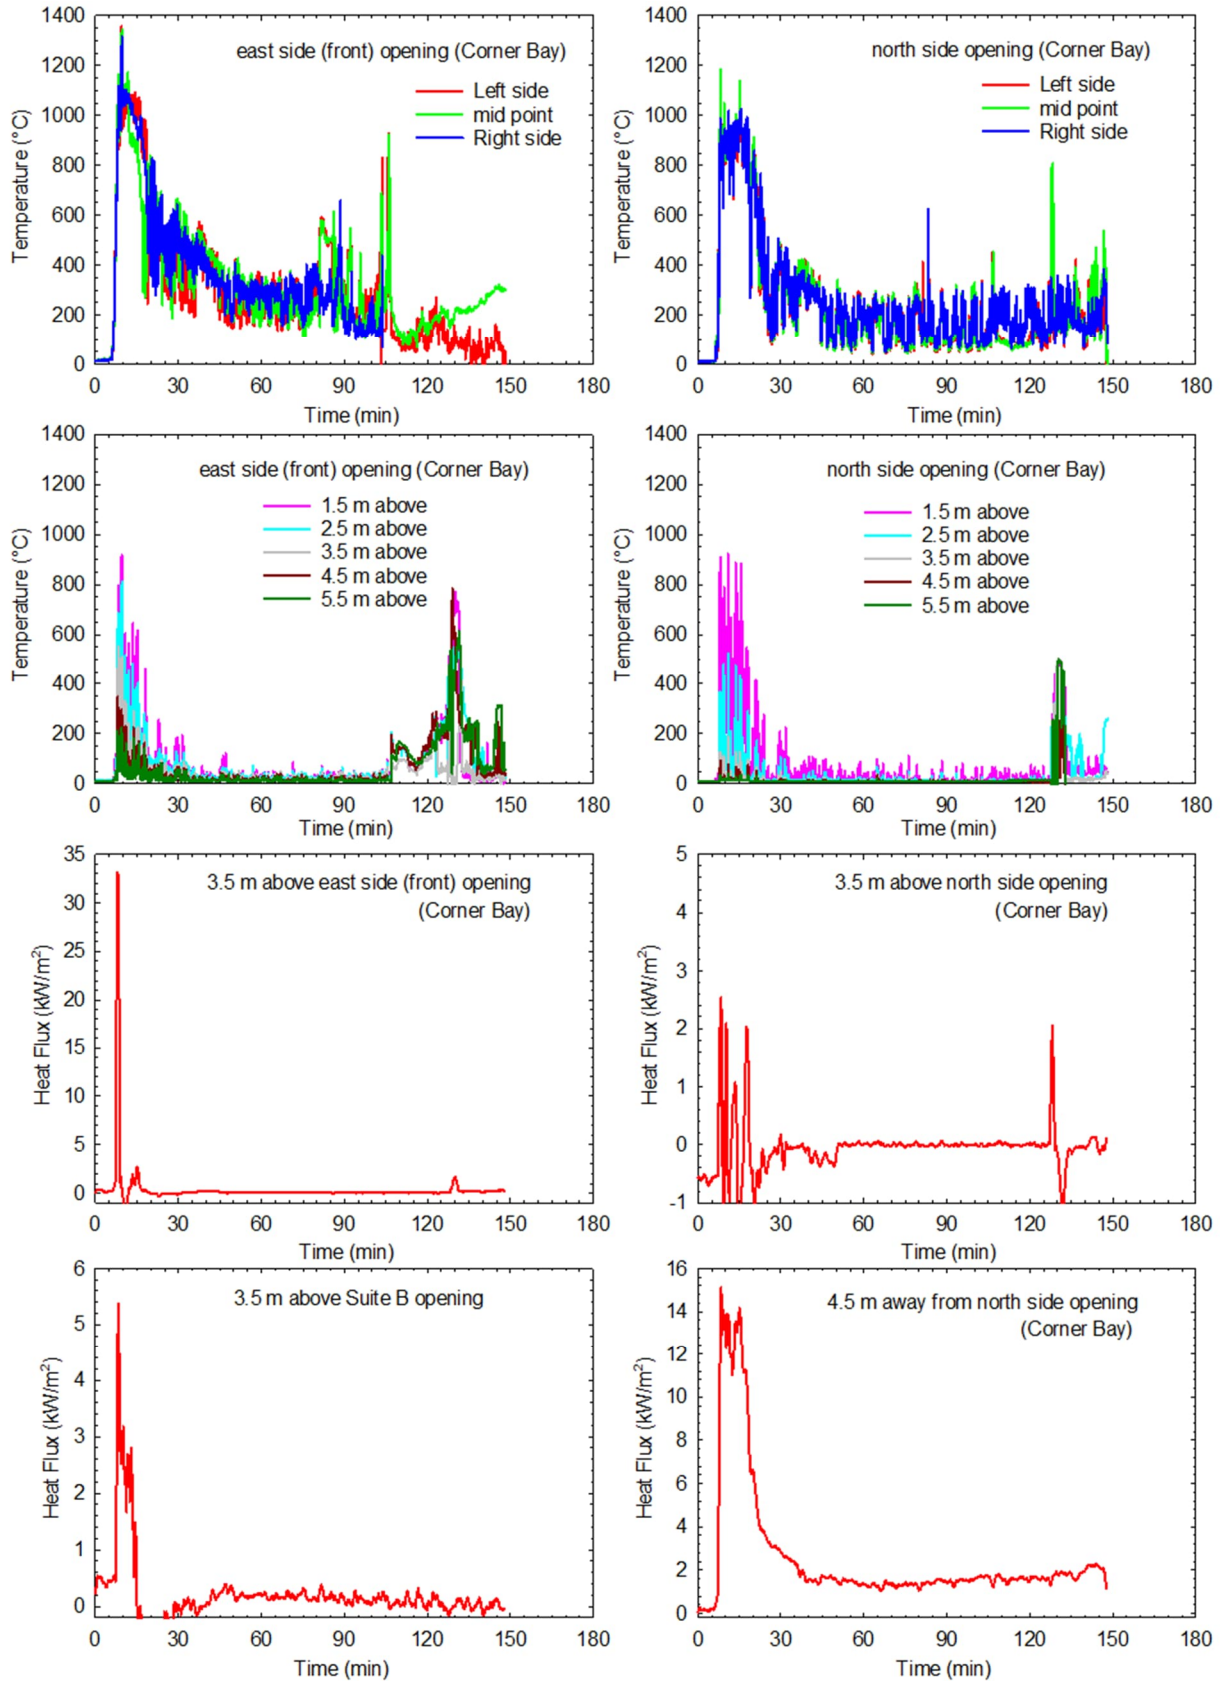 east side (front) opening (Corner Bay)
Left side
mid point
Right side
Temperature (°C)
1400
1200
1000
800
600
400
200
0
0 30 60 90 120 150 180
Time (min)
north side opening (Corner Bay)
Left side
mid point
Right side
Temperature (°C)
1400
1200
1000
800
600
400
200
0
0 30 60 90 120 150 180
Time (min)
east side (front) opening (Corner Bay)
1.5 m above
2.5 m above
3.5 m above
4.5 m above
5.5 m above
Temperature (°C)
1400
1200
1000
800
600
400
200
0
0 30 60 90 120 150 180
Time (min)
north side opening (Corner Bay)
1.5 m above
2.5 m above
3.5 m above
4.5 m above
5.5 m above
Temperature (°C)
1400
1200
1000
800
600
400
200
0
0 30 60 90 120 150 180
Time (min)
3.5 m above east side (front) opening
(Corner Bay)
Heat Flux (kW/m²)
35
30
25
20
15
10
5
0
0 30 60 90 120 150 180
Time (min)
3.5 m above north side opening
(Corner Bay)
Heat Flux (kW/m²)
5
4
3
2
1
0
-1
0 30 60 90 120 150 180
Time (min)
3.5 m above Suite B opening
Heat Flux (kW/m²)
6
5
4
3
2
1
0
0 30 60 90 120 150 180
Time (min)
4.5 m away from north side opening
(Corner Bay)
Heat Flux (kW/m²)
16
14
12
10
8
6
4
2
0
0 30 60 90 120 150 180
Time (min)